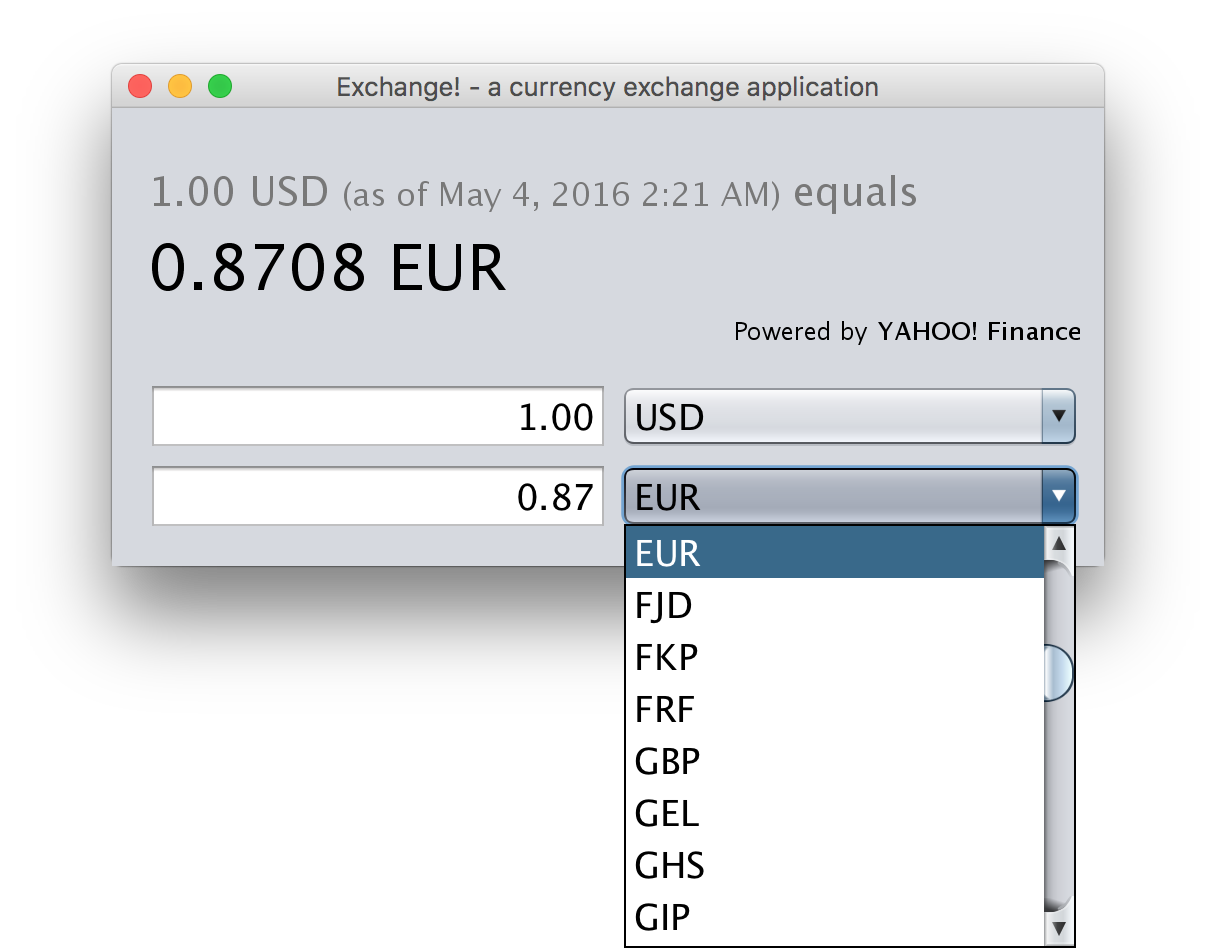 Exchange! - a currency exchange application
1.00 USD (as of May 4, 2016 2:21 AM) equals
0.8708 EUR
Powered by YAHOO! Finance
1.00 USD
0.87 EUR
EUR
FJD
FKP
FRF
GBP
GEL
GHS
GIP